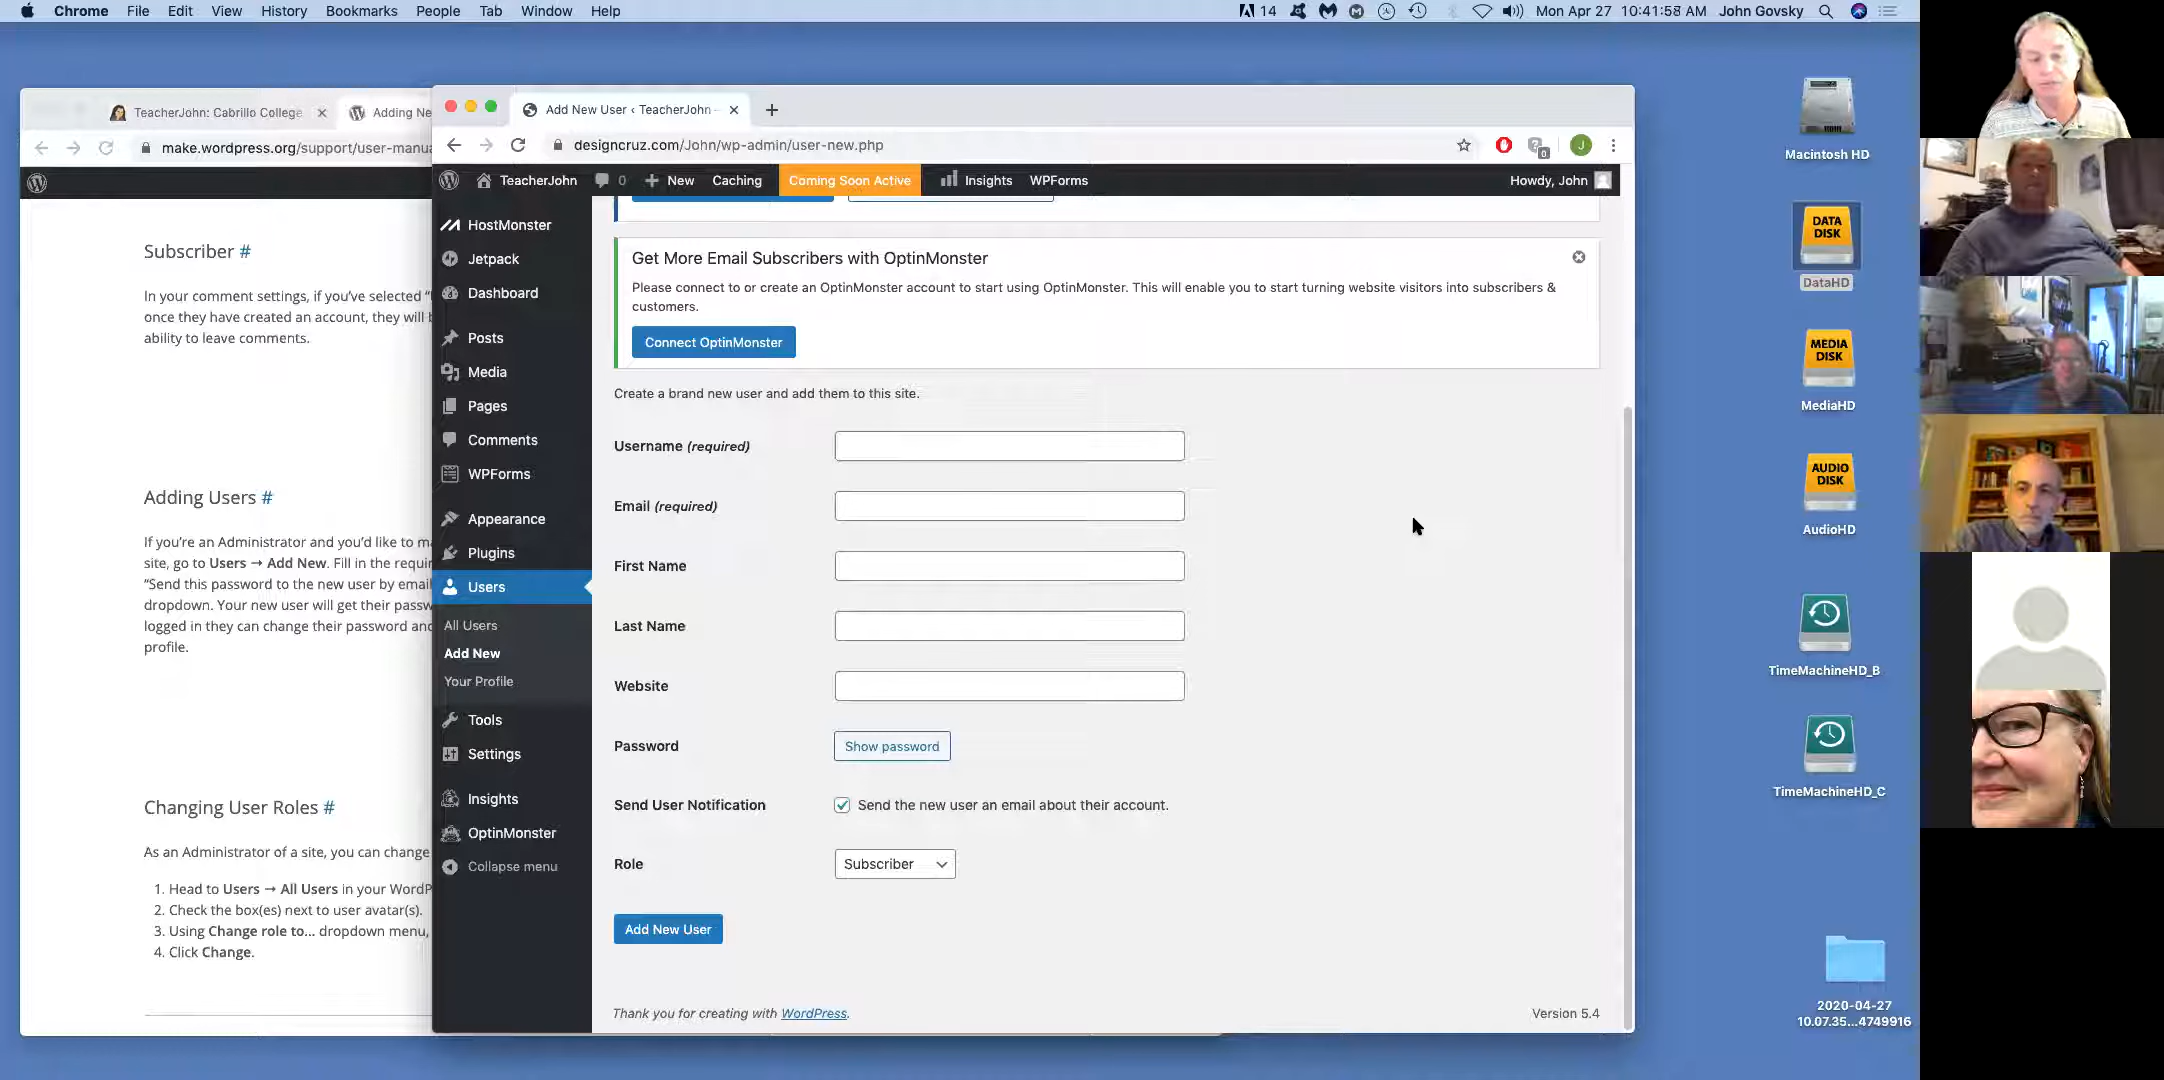 Chrome File Edit View History Bookmarks People Tab Window Help
14 Mon Apr 27 10:41:58 AM John Govsky
TeacherJohn: Cabrillo College
Adding Ne
make.wordpress.org/support/user-manua
Subscriber #
In your comment settings, if you've selected
once they have created an account, they will b
ability to leave comments.
Adding Users #
If you're an Administrator and you'd like to ma
site, go to Users → Add New. Fill in the requir
"Send this password to the new user by email
dropdown. Your new user will get their passw
logged in they can change their password and
profile.
Changing User Roles #
As an Administrator of a site, you can change
1. Head to Users → All Users in your WordP
2. Check the box(es) next to user avatar(s).
3. Using Change role to... dropdown menu,
4. Click Change.
Add New User ‹ TeacherJohn
designcruz.com/John/wp-admin/user-new.php
0
J
TeacherJohn 0 New Caching Coming Soon Active Insights WPForms Howdy, John
HostMonster
Jetpack
Dashboard
Posts
Media
Pages
Comments
WPForms
Appearance
Plugins
Users
All Users
Add New
Your Profile
Tools
Settings
Insights
OptinMonster
Collapse menu
Get More Email Subscribers with OptinMonster
Please connect to or create an OptinMonster account to start using OptinMonster. This will enable you to start turning website visitors into subscribers &
customers.
Connect OptinMonster
Create a brand new user and add them to this site.
Username (required)
Email (required)
First Name
Last Name
Website
Password Show password
Send User Notification Send the new user an email about their account.
Role Subscriber
Add New User
Thank you for creating with WordPress. Version 5.4
Macintosh HD
DATA
DISK
DataHD
MEDIA
DISK
MediaHD
AUDIO
DISK
AudioHD
TimeMachineHD_B
TimeMachineHD_C
2020-04-27
10.07.35...4749916